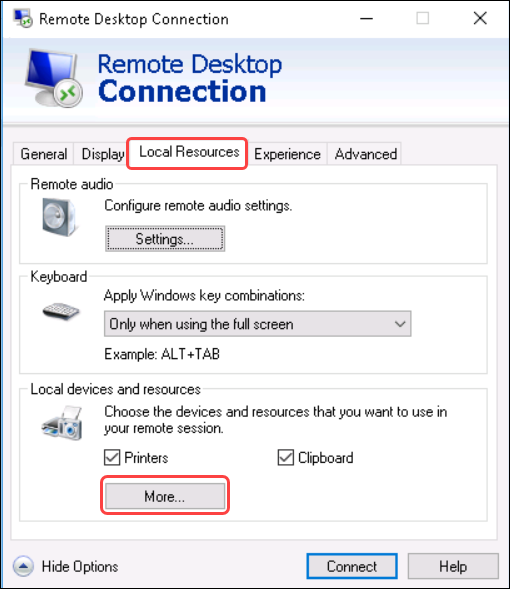 Remote Desktop Connection
Remote Desktop
Connection
General Display Local Resources Experience Advanced
Remote audio
Configure remote audio settings.
Settings...
Keyboard
Apply Windows key combinations:
Only when using the full screen
Example: ALT+TAB
Local devices and resources
Choose the devices and resources that you want to use in
your remote session.
Printers Clipboard
More...
Hide Options Connect Help